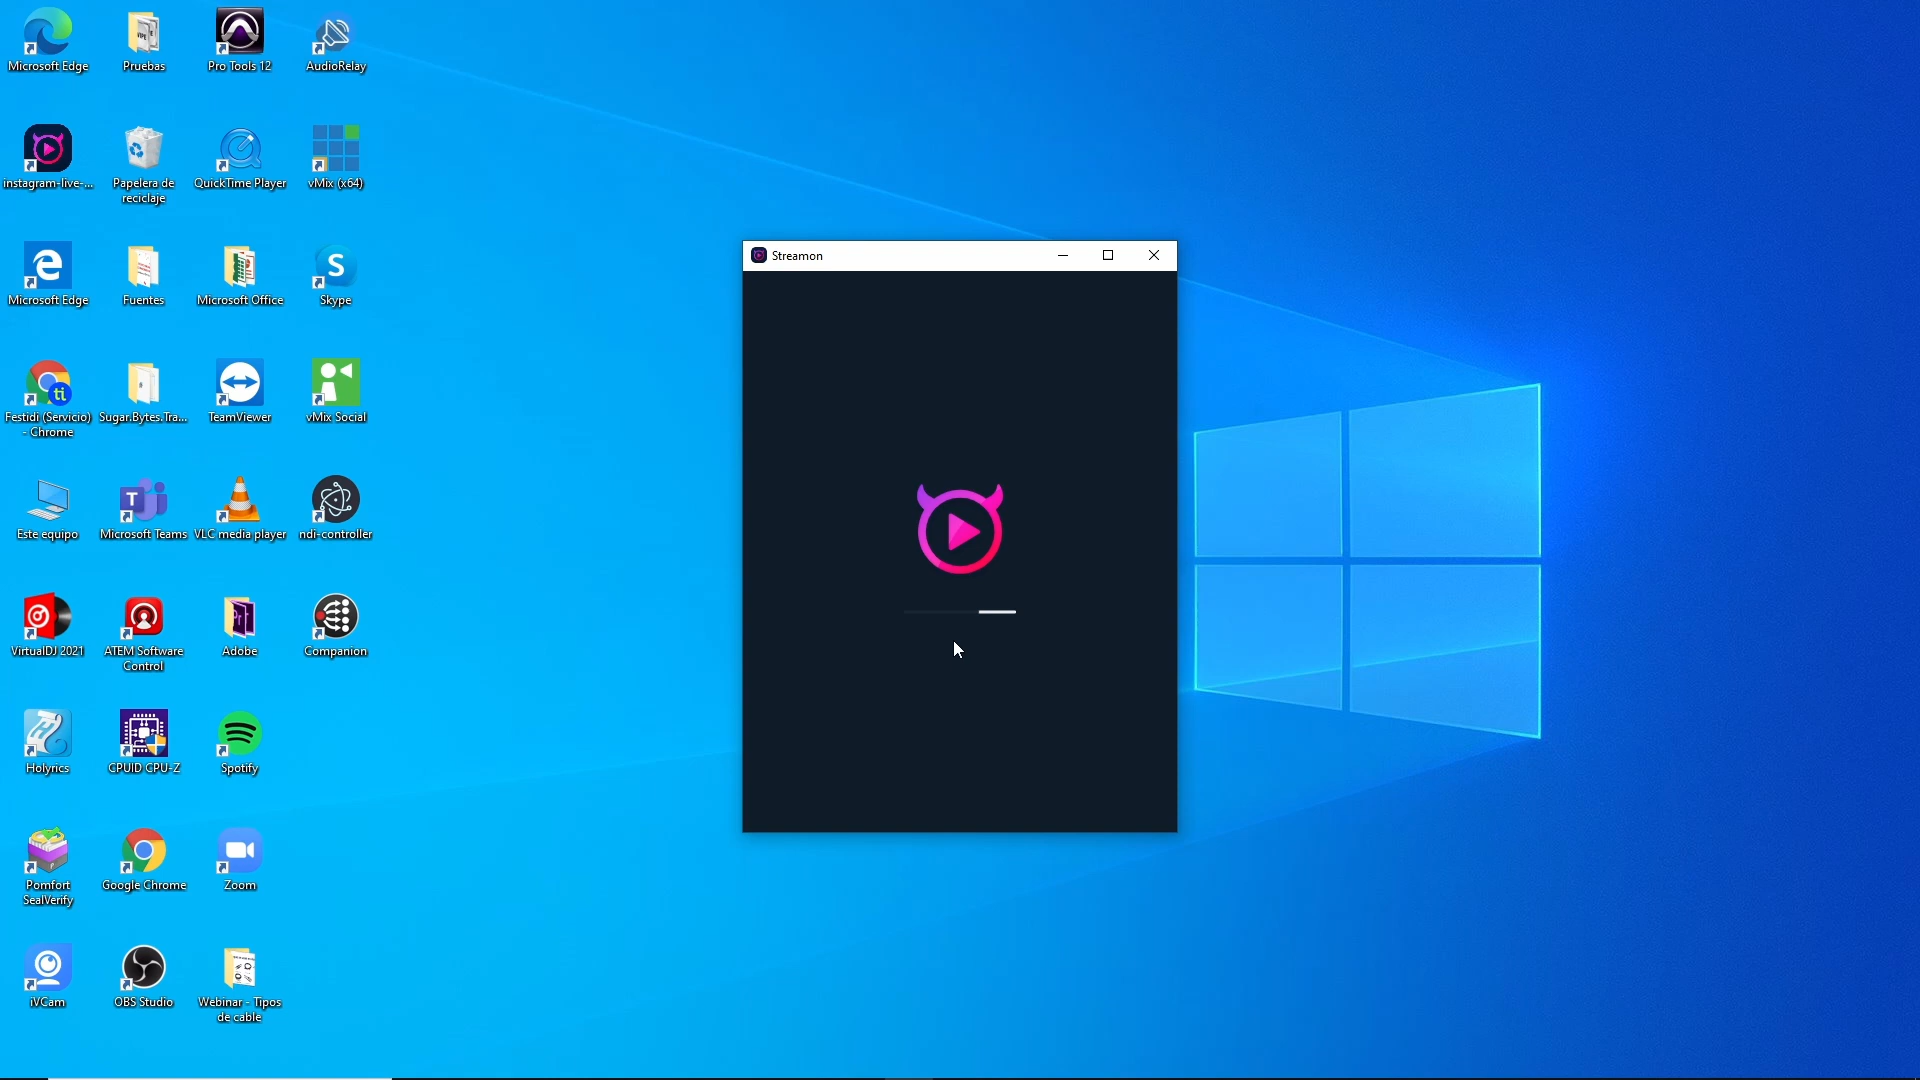 Microsoft Edge
Pruebas
Pro Tools 12
AudioRelay
instagram-live-...
Papelera de
reciclaje
QuickTime Player
vMix (x64)
Microsoft Edge
Fuentes
Microsoft Office
Skype
Festidi (Servicio)
- Chrome
Sugar.Bytes.Tra...
TeamViewer
vMix Social
Este equipo
Microsoft Teams
VLC media player
ndi-controller
VirtualDJ 2021
ATEM Software
Control
Adobe
Companion
Holyrics
CPUID CPU-Z
Spotify
Pomfort
SealVerify
Google Chrome
Zoom
iVCam
OBS Studio
Webinar - Tipos
de cable
Streamon